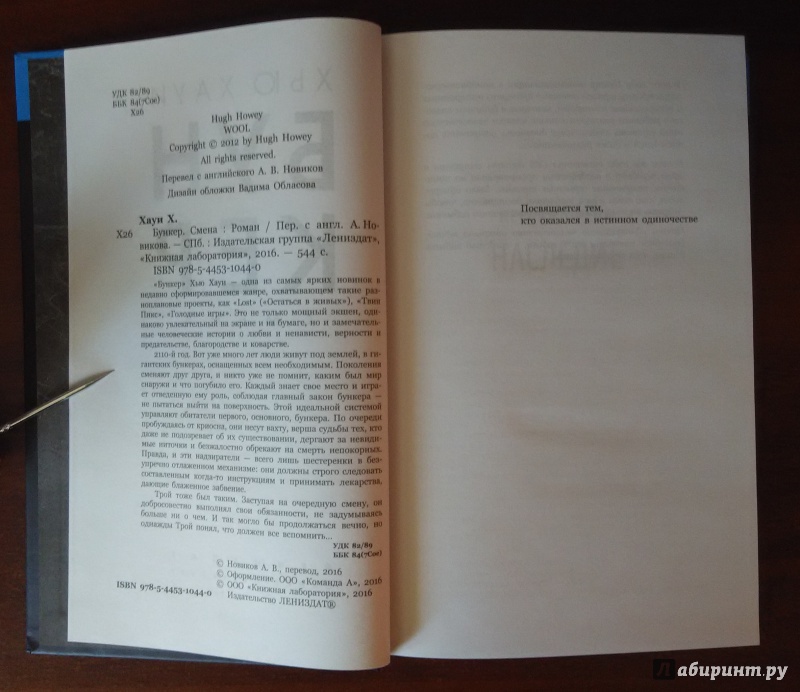 УДК 82/89
ББК 84(7Сое)
Х26
Hugh Howey
WOOL
Copyright © 2012 by Hugh Howey
All rights reserved.
Перевел с английского А. В. Новиков
Дизайн обложки Вадима Обласова
Хауи Х.
Х26 Бункер. Смена : Роман / Пер. с англ. А. Но-
викова. — СПб. : Издательская группа «Лениздат»,
«Книжная лаборатория», 2016. — 544 с.
ISBN 978-5-4453-1044-0
«Бункер» Хью Хауи — одна из самых ярких новинок в
недавно сформировавшемся жанре, охватывающем такие раз-
ноплановые проекты, как «Lost» («Остаться в живых»), «Твин
Пикс», «Голодные игры». Это не только мощный экшен, оди-
наково увлекательный на экране и на бумаге, но и замечатель-
ные человеческие истории о любви и ненависти, верности и
предательстве, благородстве и коварстве.
2110-й год. Вот уже много лет люди живут под землей, в ги-
гантских бункерах, оснащенных всем необходимым. Поколения
сменяют друг друга, и никто уже не помнит, каким был мир
снаружи и что погубило его. Каждый знает свое место и игра-
ет отведенную ему роль, соблюдая главный закон бункера —
не пытаться выйти на поверхность. Этой идеальной системой
управляют обитатели первого, основного, бункера. По очереди
пробуждаясь от криосна, они несут вахту, верша судьбы тех, кто
даже не подозревает об их существовании, дергают за невиди-
мые ниточки и безжалостно обрекают на смерть непокорных.
Правда, и эти надзиратели — всего лишь шестеренки в без-
упречно отлаженном механизме: они должны строго следовать
составленным когда-то инструкциям и принимать лекарства,
дающие блаженное забвение.
Трой тоже был таким. Заступая на очередную смену, он
добросовестно выполнял свои обязанности, не задумываясь
больше ни о чем. И так могло бы продолжаться вечно, но
однажды Трой понял, что должен все вспомнить...
УДК 82/89
ББК 84(7Сое)
© Новиков А. В., перевод, 2016
© Оформление. ООО «Команда А», 2016
ISBN 978-5-4453-1044-0 © ООО «Книжная лаборатория», 2016
Издательство ЛЕНИЗДАТ®
Посвящается тем,
кто оказался в истинном одиночестве
Лабиринт.ру